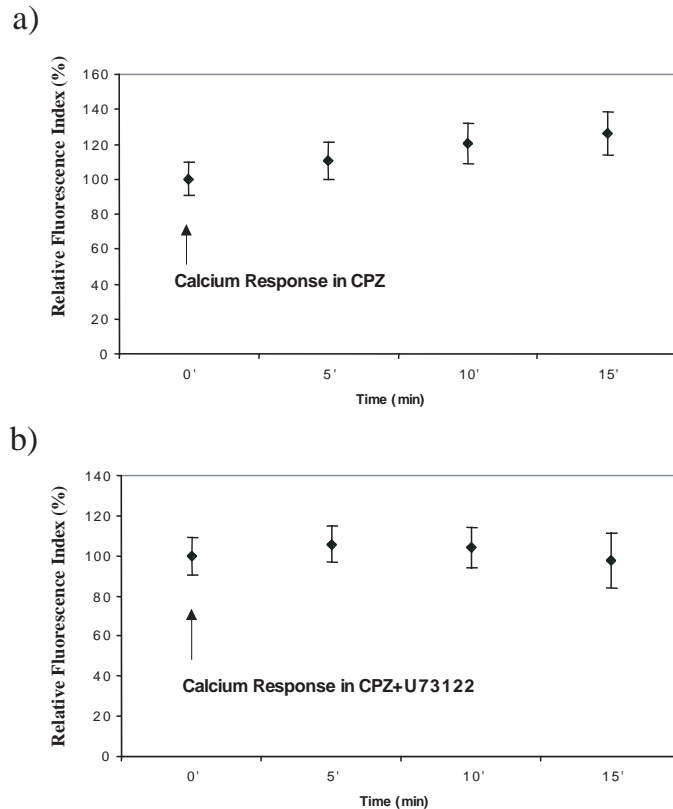 a)
Relative Fluorescence Index (%)
160
140
120
100
80
60
40
20
0
Calcium Response in CPZ
0' 5' 10' 15'
Time (min)
b)
Relative Fluorescence Index (%)
140
120
100
80
60
40
20
0
Calcium Response in CPZ+U73122
0' 5' 10' 15'
Time (min)